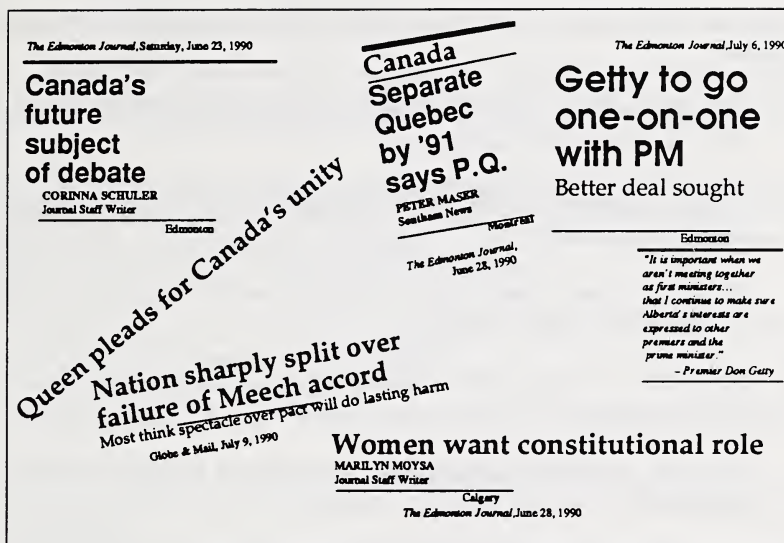 The Edmonton Journal, Saturday, June 23, 1990
Canada's
future
subject
of debate
CORINNA SCHULER
Journal Staff Writer
Edmonton
Queen pleads for Canada's unity
Canada
Separate
Quebec
by '91
says P.Q.
PETER MASER
Southam News
Montreal
The Edmonton Journal,
June 28, 1990
The Edmonton Journal, July 6, 1990
Getty to go
one-on-one
with PM
Better deal sought
Edmonton
"It is important when we
aren't meeting together
as first ministers...
that I continue to make sure
Alberta's interests are
expressed to other
premiers and the
prime minister."
– Premier Don Getty
Nation sharply split over
failure of Meech accord
Most think spectacle over pact will do lasting harm
Globe & Mail, July 9, 1990
Women want constitutional role
MARILYN MOYSA
Journal Staff Writer
Calgary
The Edmonton Journal, June 28, 1990